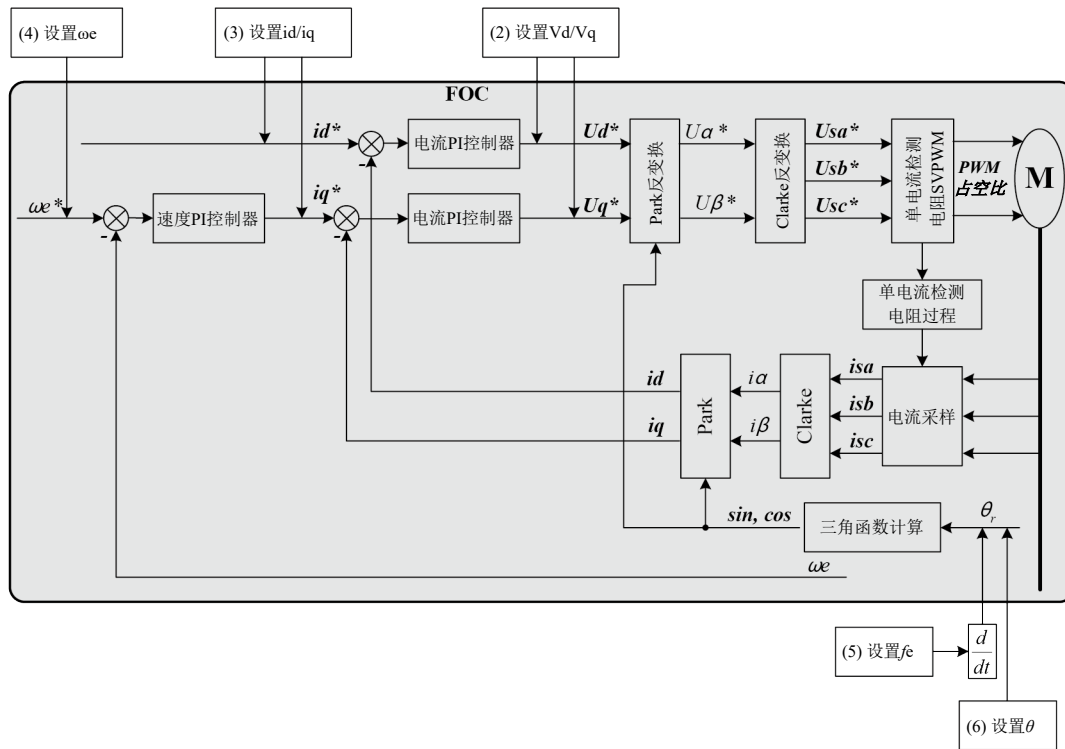 (4) 设置ωe
(3) 设置id/iq
(2) 设置Vd/Vq
FOC
id*
电流PI控制器
Ud*
Park反变换
Uα*
Clarke反变换
Usa*
单电流检测
电阻SVPWM
PWM
占空比
M
Usb*
ωe*
-
速度PI控制器
iq*
-
-
电流PI控制器
Uq*
Uβ*
Usc*
单电流检测
电阻过程
id
Park
iα
Clarke
isa
电流采样
isb
iq
iβ
isc
sin, cos
三角函数计算
θr
ωe
(5) 设置fe
d
dt
(6) 设置θ